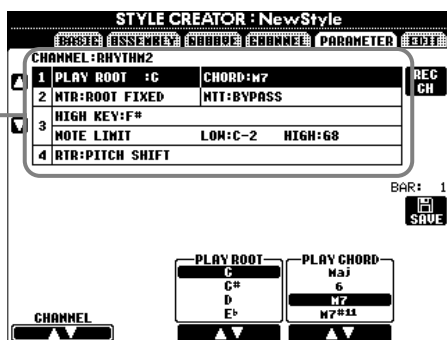 STYLE CREATOR : NewStyle
BASIC ASSEMBLY GROOVE CHANNEL PARAMETER EDIT
CHANNEL:RHYTHM2
1 PLAY ROOT :C CHORD:M7
REC CH
2 NTR:ROOT FIXED NTT:BYPASS
3 HIGH KEY:F#
NOTE LIMIT LOW:C-2 HIGH:G8
4 RTR:PITCH SHIFT
BAR: 1
SAVE
PLAY ROOT PLAY CHORD
C Maj
C# 6
D M7
E♭ M7#11
CHANNEL